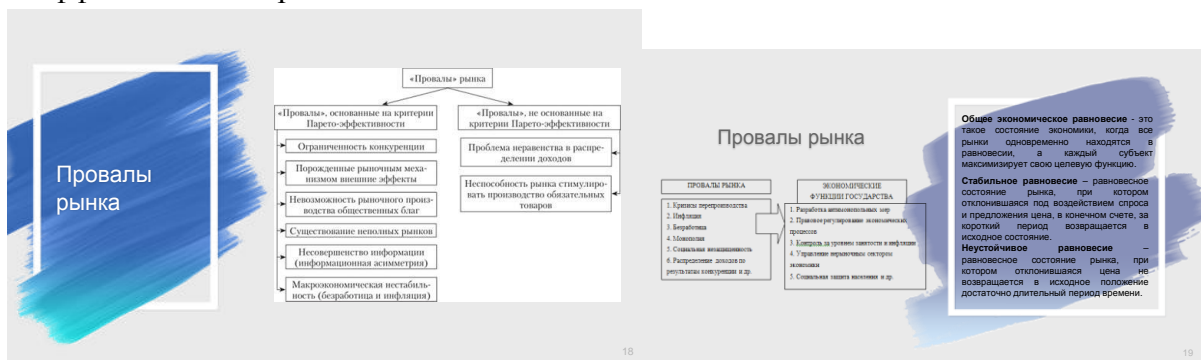 Провалы
рынка
«Провалы» рынка
«Провалы», основанные на критерии
Парето-эффективности
Ограниченность конкуренции
Порожденные рыночным меха-
низмом внешние эффекты
Невозможность рыночного произ-
водства общественных благ
Существование неполных рынков
Несовершенство информации
(информационная асимметрия)
Макроэкономическая нестабиль-
ность (безработица и инфляция)
«Провалы», не основанные на
критерии Парето-эффективности
Проблема неравенства в распре-
делении доходов
Неспособность рынка стимулиро-
вать производство обязательных
товаров
18
Провалы рынка
ПРОВАЛЫ РЫНКА
1. Кризисы перепроизводства
2. Инфляция
3. Безработица
4. Монополия
5. Социальная незащищенность
6. Распределение доходов по
результатам конкуренции и др.
ЭКОНОМИЧЕСКИЕ
ФУНКЦИИ ГОСУДАРСТВА
1. Разработка антимонопольных мер
2. Правовое регулирование экономических
процессов
3. Контроль за уровнем занятости и инфляции
4. Управление нерыночным сектором
экономики
5. Социальная защита населения и др.
Общее экономическое равновесие - это
такое состояние экономики, когда все
рынки одновременно находятся в
равновесии, а каждый субъект
максимизирует свою целевую функцию.
Стабильное равновесие – равновесное
состояние рынка, при котором
отклонившаяся под воздействием спроса
и предложения цена, в конечном счете, за
короткий период возвращается в
исходное состояние.
Неустойчивое равновесие –
равновесное состояние рынка, при
котором отклонившаяся цена не
возвращается в исходное положение
достаточно длительный период времени.
19